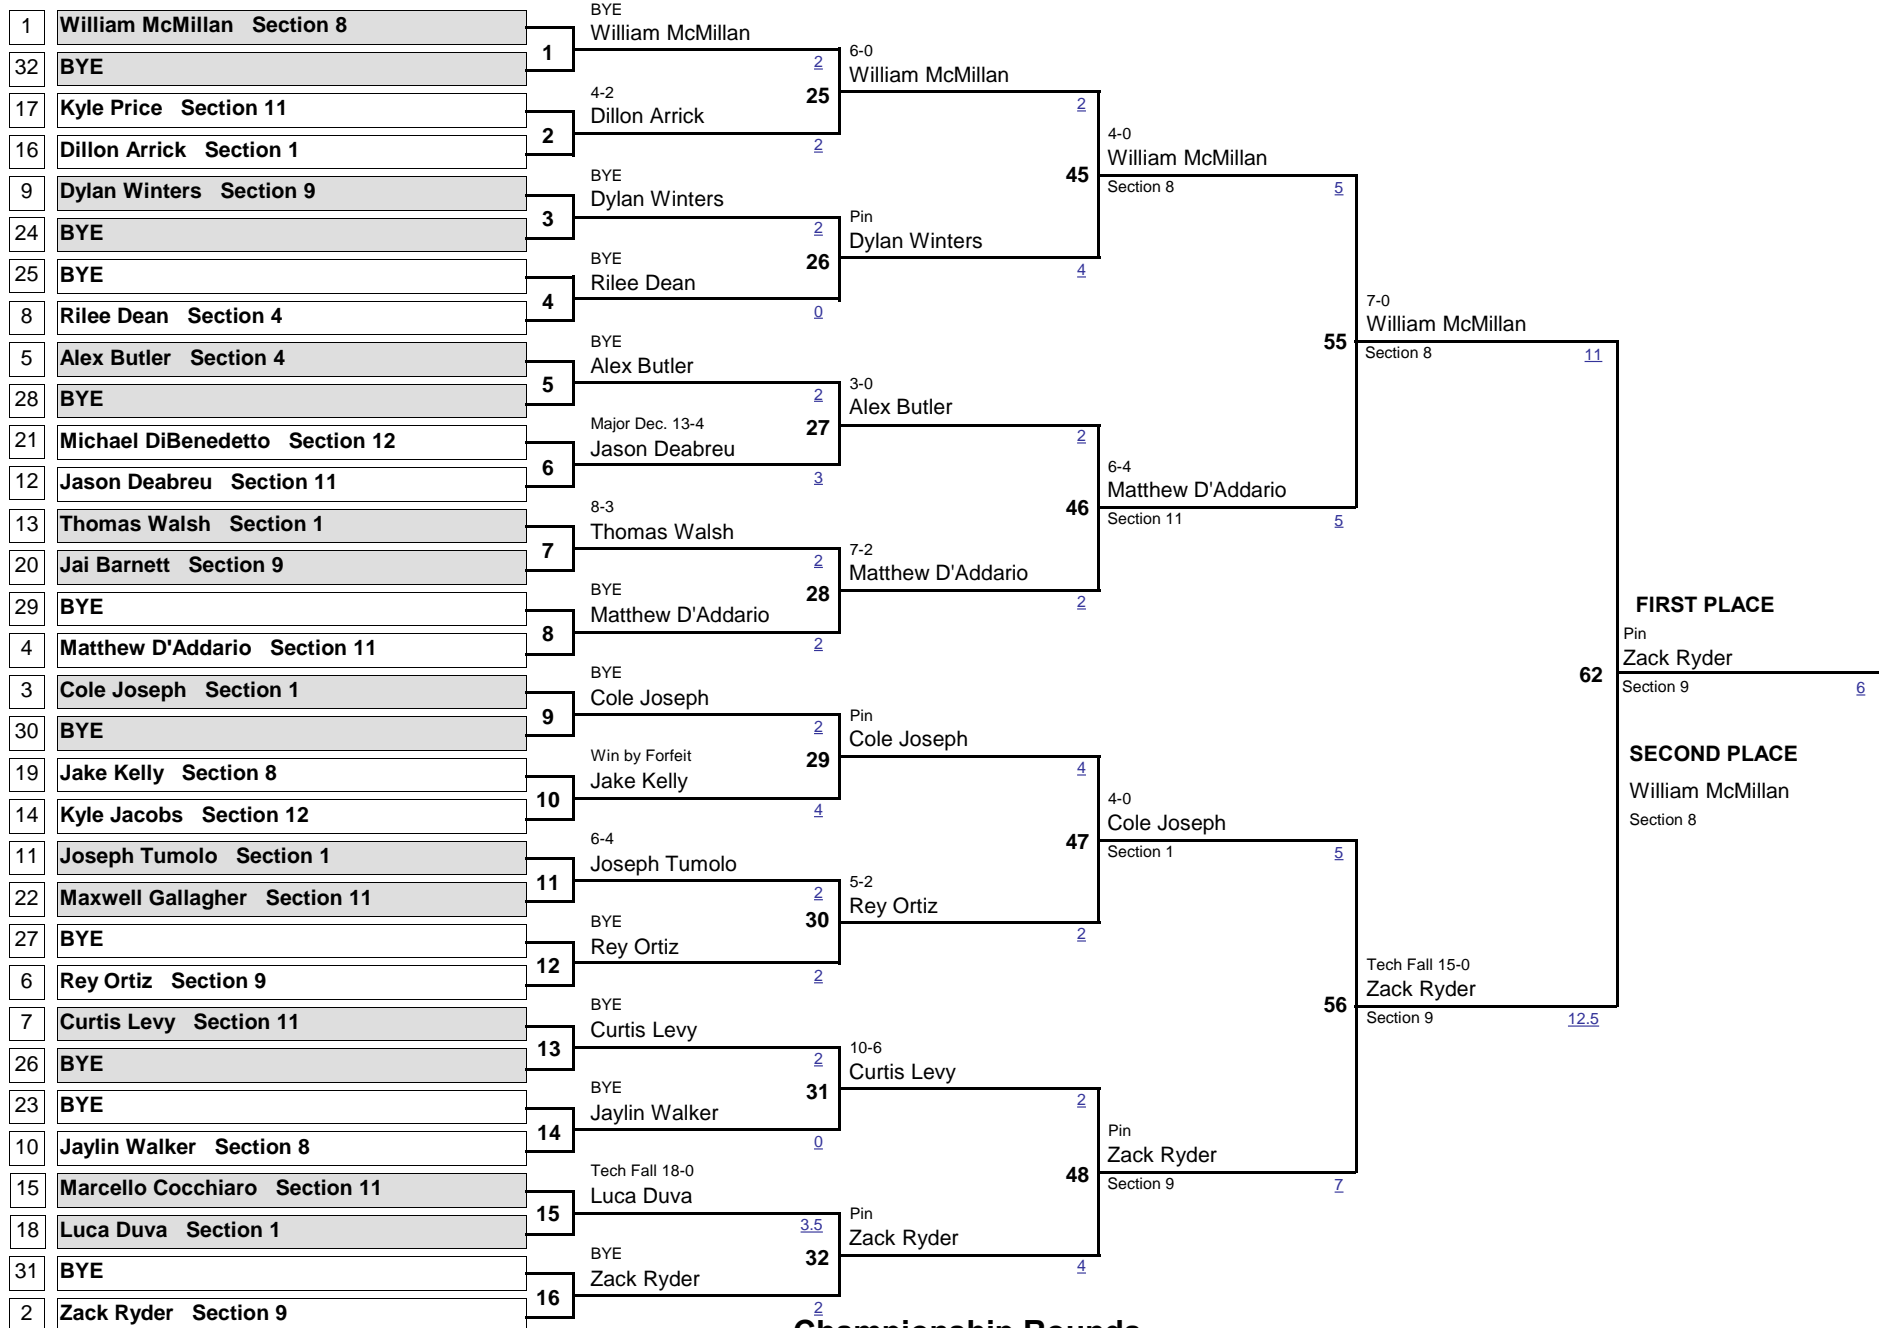 1 William McMillan Section 8
32 BYE
17 Kyle Price Section 11
16 Dillon Arrick Section 1
9 Dylan Winters Section 9
24 BYE
25 BYE
8 Rilee Dean Section 4
5 Alex Butler Section 4
28 BYE
21 Michael DiBenedetto Section 12
12 Jason Deabreu Section 11
13 Thomas Walsh Section 1
20 Jai Barnett Section 9
29 BYE
4 Matthew D'Addario Section 11
3 Cole Joseph Section 1
30 BYE
19 Jake Kelly Section 8
14 Kyle Jacobs Section 12
11 Joseph Tumolo Section 1
22 Maxwell Gallagher Section 11
27 BYE
6 Rey Ortiz Section 9
7 Curtis Levy Section 11
26 BYE
23 BYE
10 Jaylin Walker Section 8
15 Marcello Cocchiaro Section 11
18 Luca Duva Section 1
31 BYE
2 Zack Ryder Section 9
BYE
1 William McMillan
2
4-2
2 Dillon Arrick
2
BYE
3 Dylan Winters
2
BYE
4 Rilee Dean
0
BYE
5 Alex Butler
2
Major Dec. 13-4
6 Jason Deabreu
3
8-3
7 Thomas Walsh
2
BYE
8 Matthew D'Addario
2
BYE
9 Cole Joseph
2
Win by Forfeit
10 Jake Kelly
4
6-4
11 Joseph Tumolo
2
BYE
12 Rey Ortiz
2
BYE
13 Curtis Levy
2
BYE
14 Jaylin Walker
0
Tech Fall 18-0
15 Luca Duva
3.5
BYE
16 Zack Ryder
2
6-0
25 William McMillan
2
Pin
26 Dylan Winters
4
3-0
27 Alex Butler
2
7-2
28 Matthew D'Addario
2
Pin
29 Cole Joseph
4
5-2
30 Rey Ortiz
2
10-6
31 Curtis Levy
2
Pin
32 Zack Ryder
4
4-0
William McMillan
45 Section 8 5
6-4
Matthew D'Addario
46 Section 11 5
4-0
Cole Joseph
47 Section 1 5
Pin
Zack Ryder
48 Section 9 7
7-0
William McMillan
55 Section 8 11
Tech Fall 15-0
Zack Ryder
56 Section 9 12.5
FIRST PLACE
Pin
Zack Ryder
62 Section 9 6
SECOND PLACE
William McMillan
Section 8
Championship Rounds